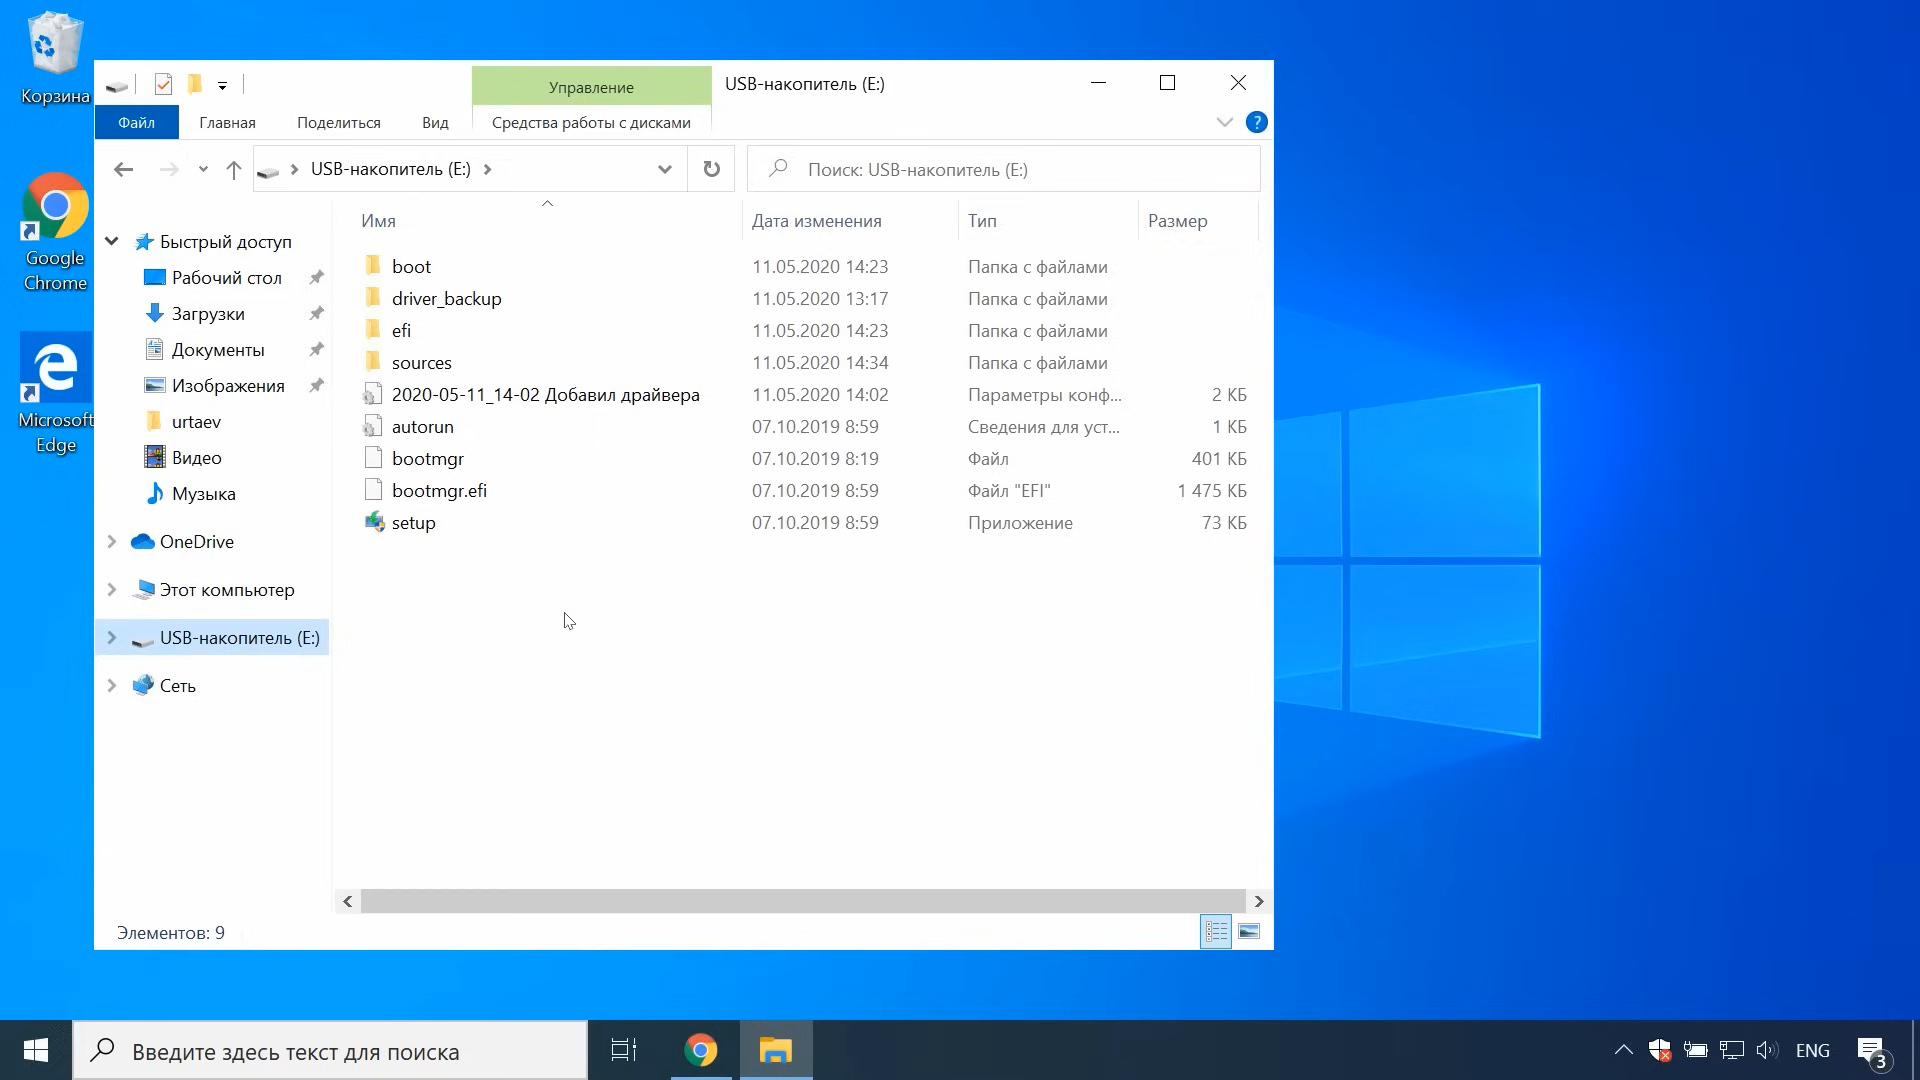 Корзина
Google
Chrome
Microsoft
Edge
Управление
USB-накопитель (E:)
Файл
Главная
Поделиться
Вид
Средства работы с дисками
?
USB-накопитель (E:)
Поиск: USB-накопитель (E:)
Быстрый доступ
Рабочий стол
Загрузки
Документы
Изображения
urtaev
Видео
Музыка
OneDrive
Этот компьютер
USB-накопитель (E:)
Сеть
Имя Дата изменения Тип Размер
boot 11.05.2020 14:23 Папка с файлами
driver_backup 11.05.2020 13:17 Папка с файлами
efi 11.05.2020 14:23 Папка с файлами
sources 11.05.2020 14:34 Папка с файлами
2020-05-11_14-02 Добавил драйвера 11.05.2020 14:02 Параметры конф... 2 КБ
autorun 07.10.2019 8:59 Сведения для уст... 1 КБ
bootmgr 07.10.2019 8:19 Файл 401 КБ
bootmgr.efi 07.10.2019 8:59 Файл "EFI" 1 475 КБ
setup 07.10.2019 8:59 Приложение 73 КБ
Элементов: 9
Введите здесь текст для поиска
ENG
3